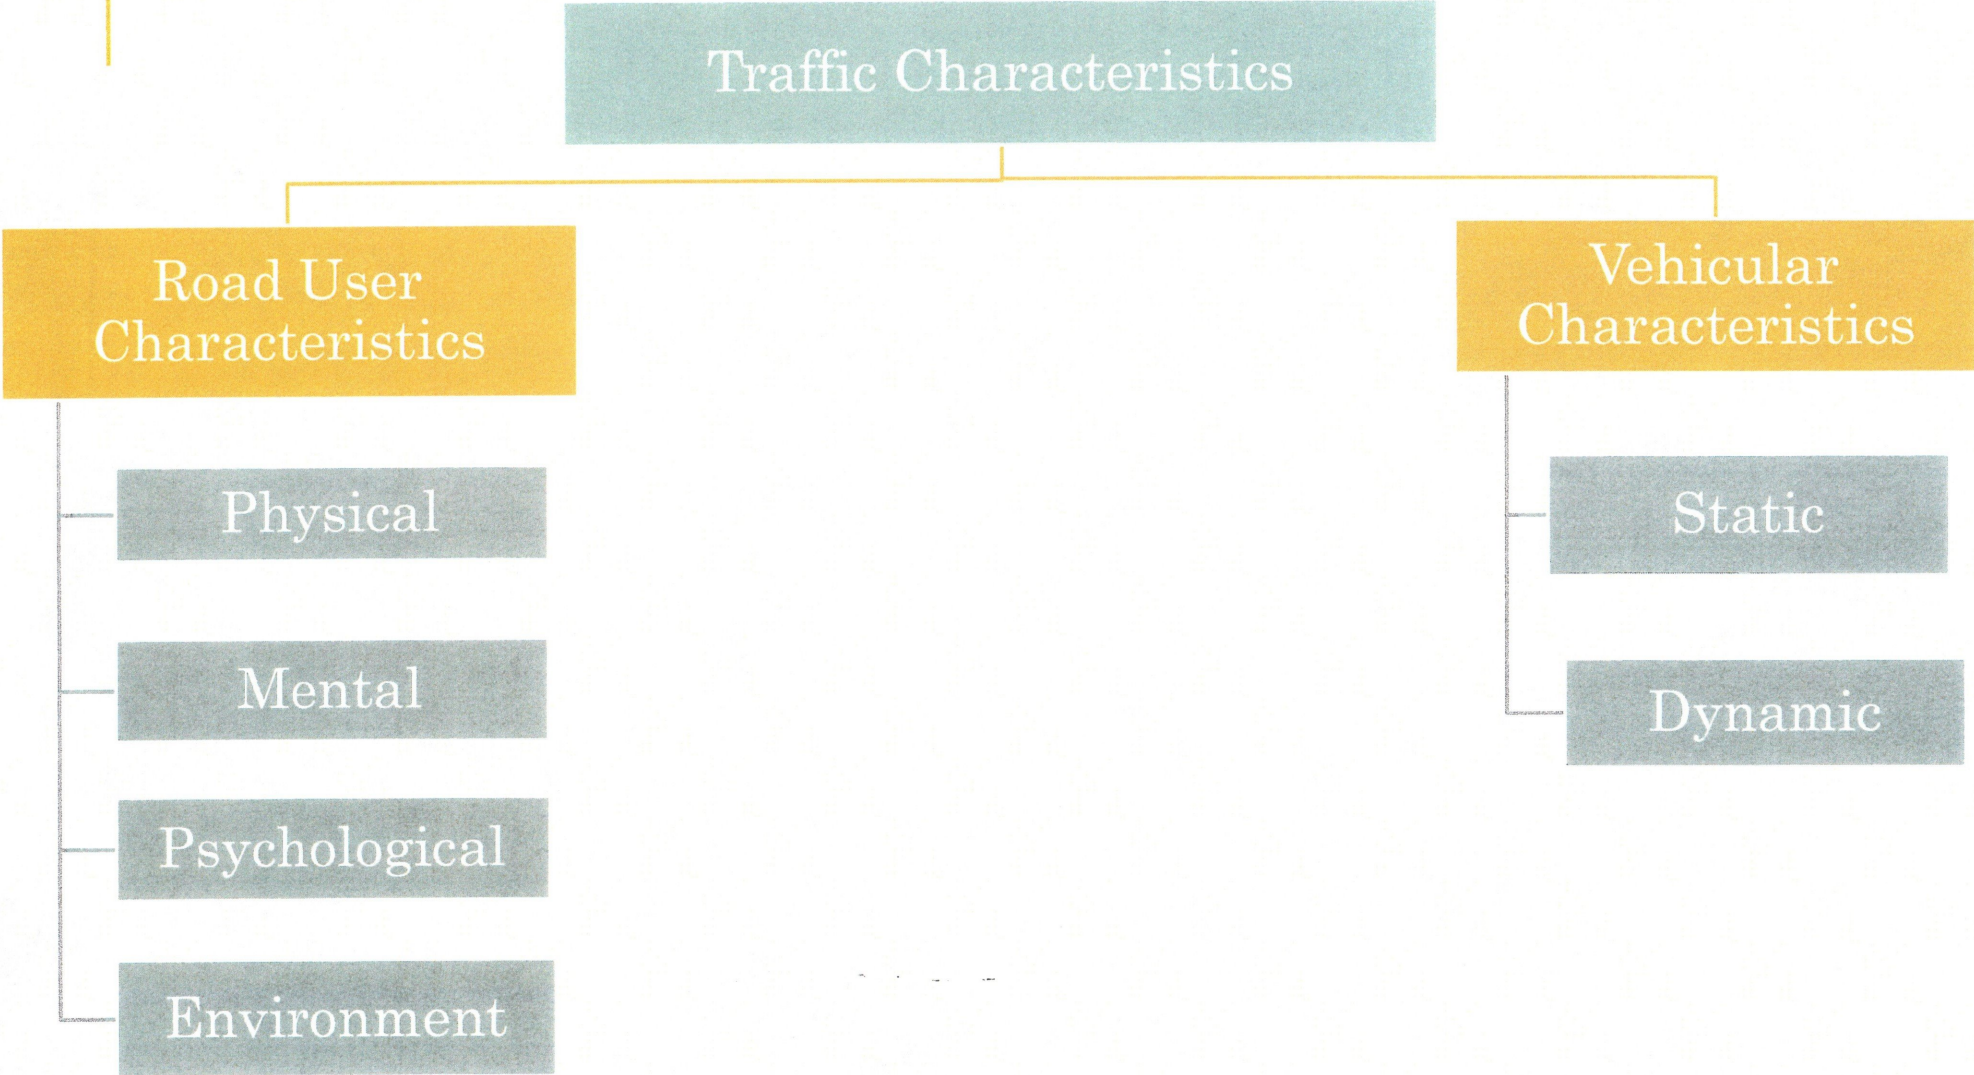 Traffic Characteristics
Road User
Characteristics
Physical
Mental
Psychological
Environment
Vehicular
Characteristics
Static
Dynamic